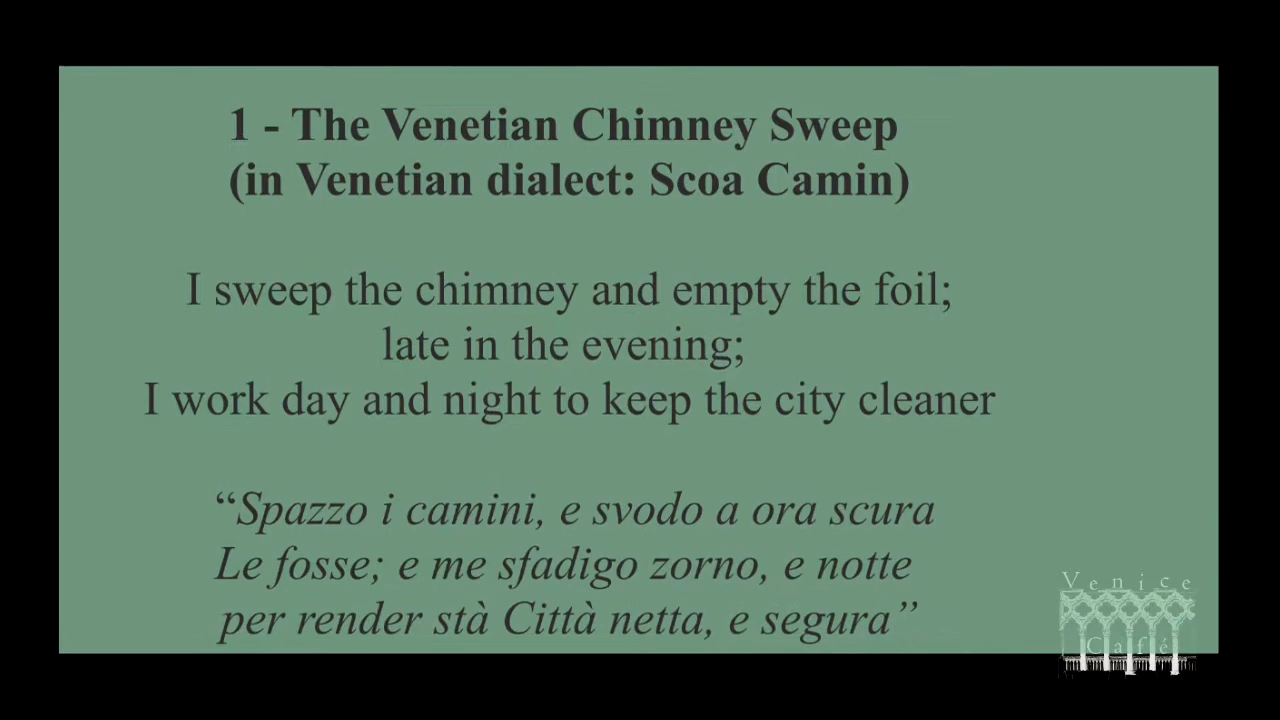 1 - The Venetian Chimney Sweep
(in Venetian dialect: Scoa Camin)
I sweep the chimney and empty the foil;
late in the evening;
I work day and night to keep the city cleaner
“Spazzo i camini, e svodo a ora scura
Le fosse; e me sfadigo zorno, e notte
per render stà Città netta, e segura”
Venice
Café